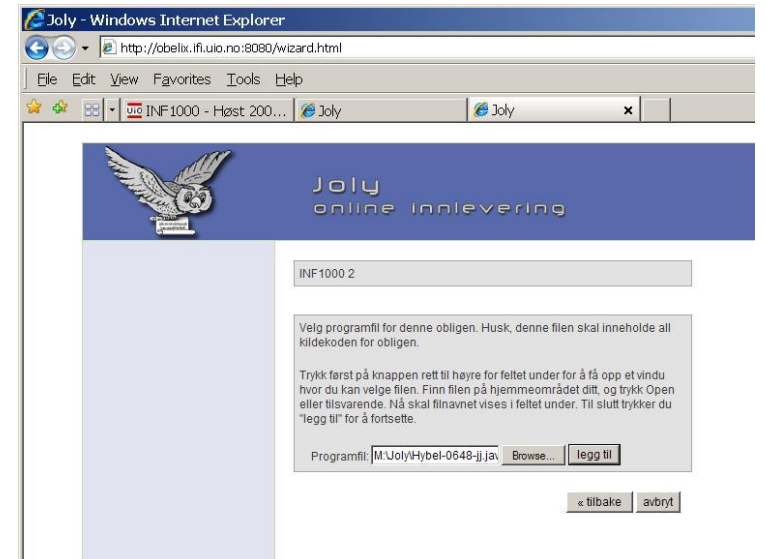 Joly - Windows Internet Explorer
http://obelix.ifi.uio.no:8080/wizard.html
File Edit View Favorites Tools Help
uio INF1000 - Høst 200... Joly Joly x
Joly
online innlevering
INF1000 2
Velg programfil for denne obligen. Husk, denne filen skal inneholde all
kildekoden for obligen.
Trykk først på knappen rett til høyre for feltet under for å få opp et vindu
hvor du kan velge filen. Finn filen på hjemmeområdet ditt, og trykk Open
eller tilsvarende. Nå skal filnavnet vises i feltet under. Til slutt trykker du
"legg til" for å fortsette.
Programfil: M:\Joly\Hybel-0648-jj.jav Browse... legg til
« tilbake avbryt